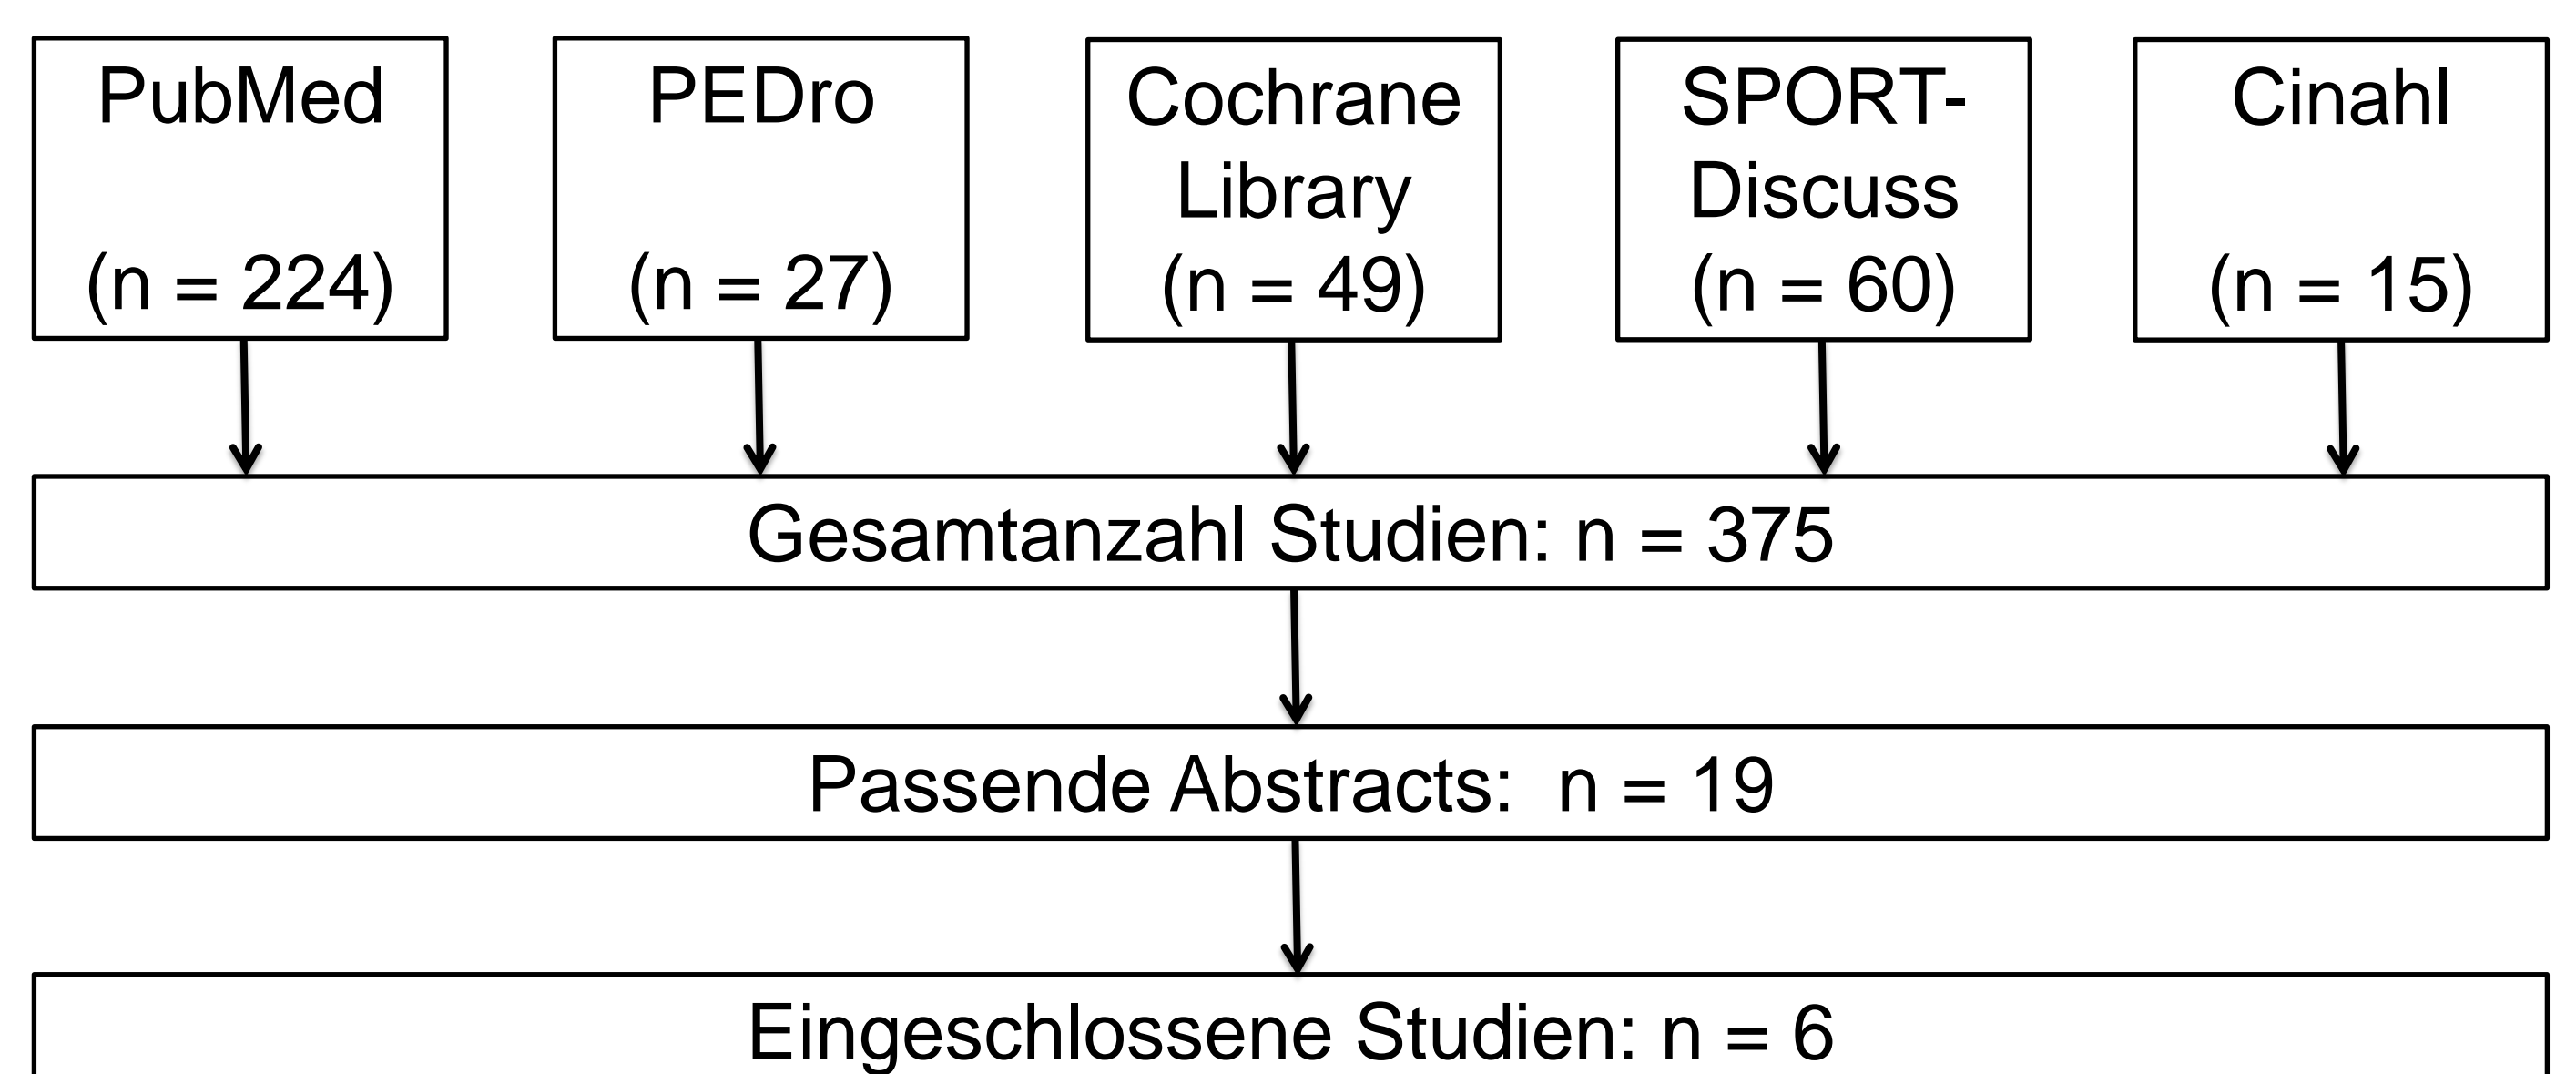 PubMed
(n = 224)
PEDro
(n = 27)
Cochrane
Library
(n = 49)
SPORT-
Discuss
(n = 60)
Cinahl
(n = 15)
Gesamtanzahl Studien: n = 375
Passende Abstracts: n = 19
Eingeschlossene Studien: n = 6